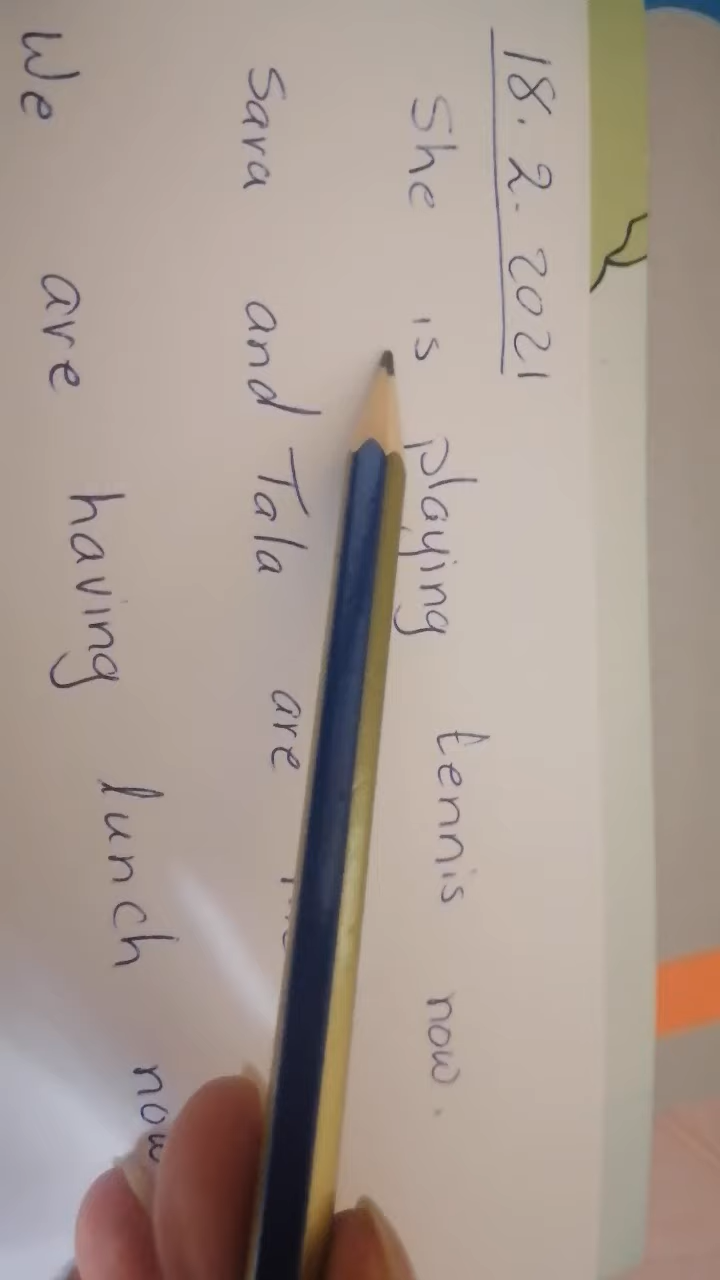 18.2.2021
She is playing tennis now.
Sara and Tala are
We are having lunch now